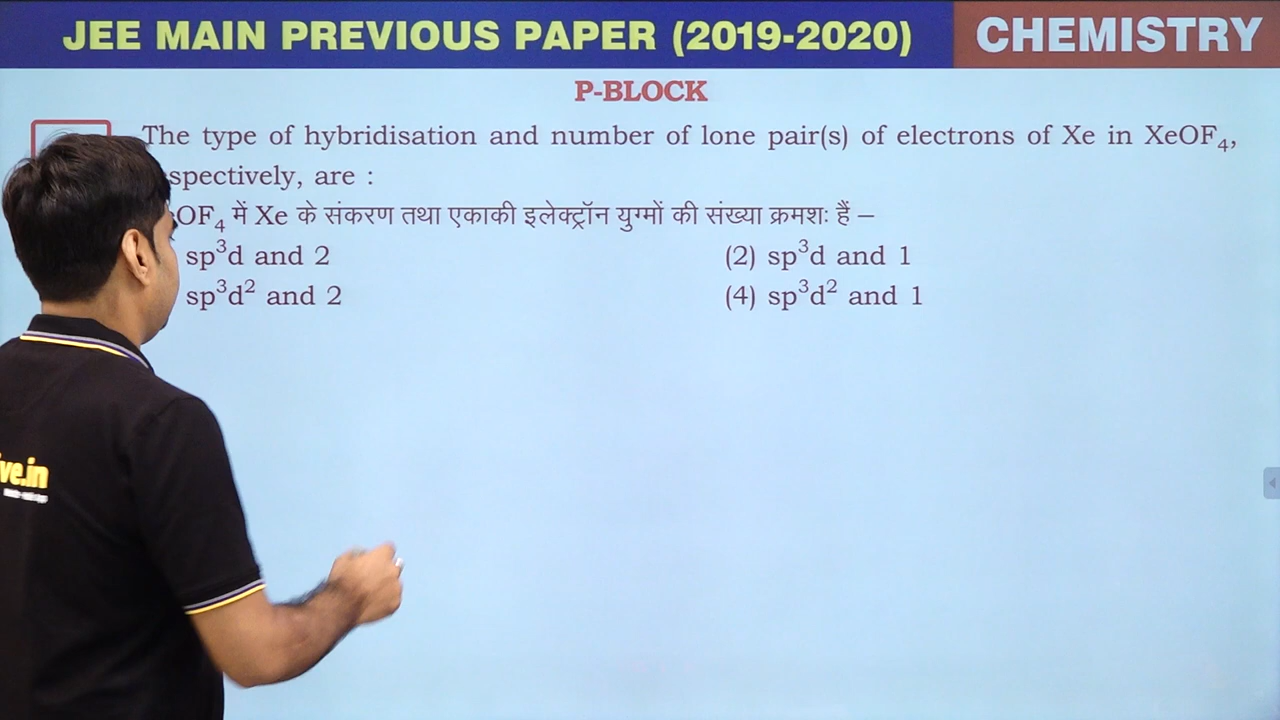 JEE MAIN PREVIOUS PAPER (2019-2020) CHEMISTRY
P-BLOCK
The type of hybridisation and number of lone pair(s) of electrons of Xe in XeOF₄,
spectively, are :
OF₄ में Xe के संकरण तथा एकाकी इलेक्ट्रॉन युग्मों की संख्या क्रमशः हैं –
sp³d and 2 (2) sp³d and 1
sp³d² and 2 (4) sp³d² and 1
ve.in